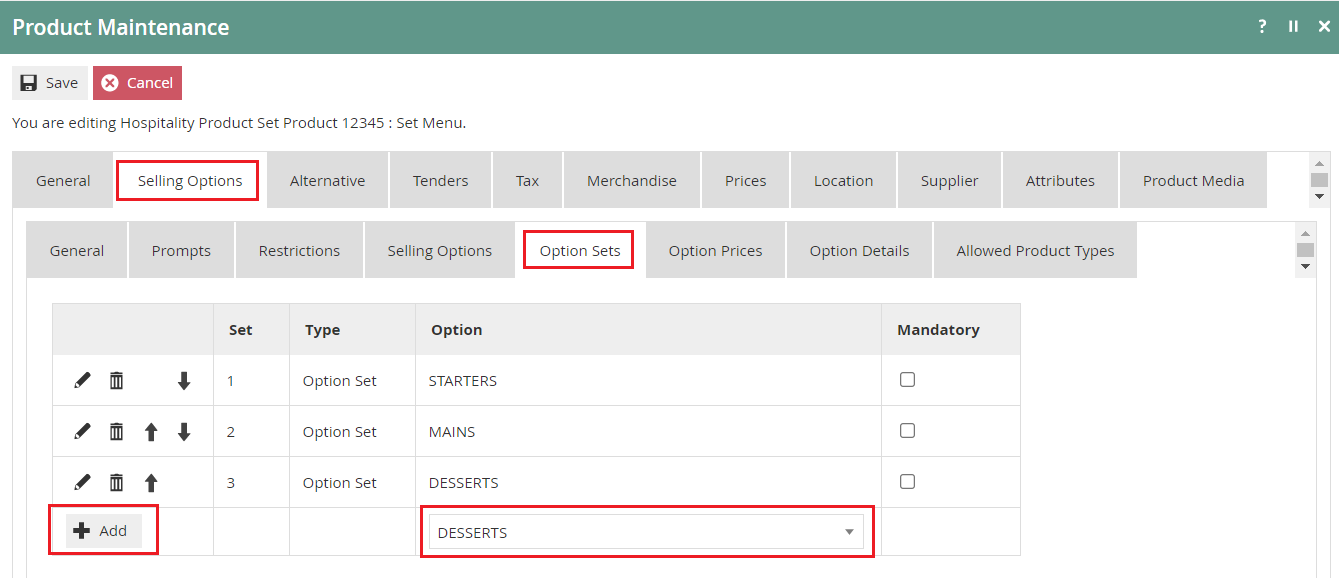 Product Maintenance ?
Save Cancel
You are editing Hospitality Product Set Product 12345 : Set Menu.
General Selling Options Alternative Tenders Tax Merchandise Prices Location Supplier Attributes Product Media
General Prompts Restrictions Selling Options Option Sets Option Prices Option Details Allowed Product Types
Set Type Option Mandatory
1 Option Set STARTERS
2 Option Set MAINS
3 Option Set DESSERTS
Add DESSERTS